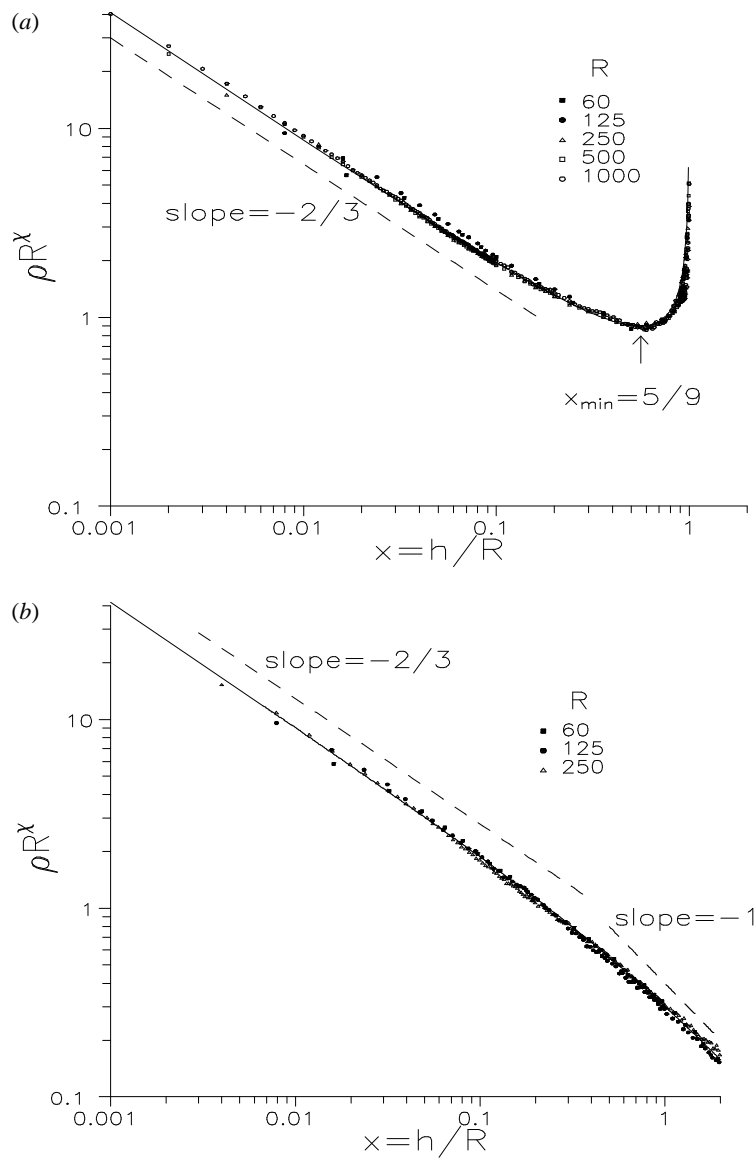 (a)
10
1
0.1
ρR^χ
slope=−2/3
R
60
125
250
500
1000
x_min=5/9
0.001 0.01 0.1 1
x=h/R
(b)
10
1
0.1
ρR^χ
slope=−2/3
R
60
125
250
slope=−1
0.001 0.01 0.1 1
x=h/R